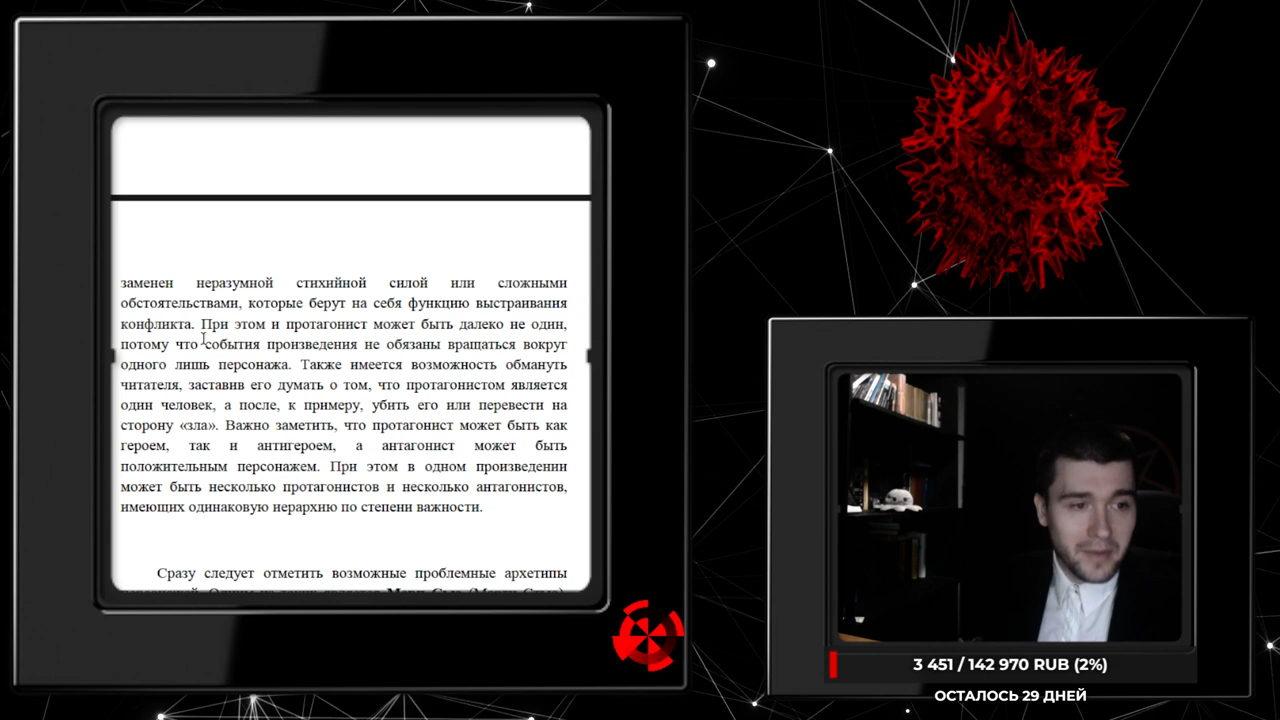 заменен неразумной стихийной силой или сложными
обстоятельствами, которые берут на себя функцию выстраивания
конфликта. При этом и протагонист может быть далеко не один,
потому что события произведения не обязаны вращаться вокруг
одного лишь персонажа. Также имеется возможность обмануть
читателя, заставив его думать о том, что протагонистом является
один человек, а после, к примеру, убить его или перевести на
сторону «зла». Важно заметить, что протагонист может быть как
героем, так и антигероем, а антагонист может быть
положительным персонажем. При этом в одном произведении
может быть несколько протагонистов и несколько антагонистов,
имеющих одинаковую иерархию по степени важности.
Сразу следует отметить возможные проблемные архетипы
3 451 / 142 970 RUB (2%)
ОСТАЛОСЬ 29 ДНЕЙ